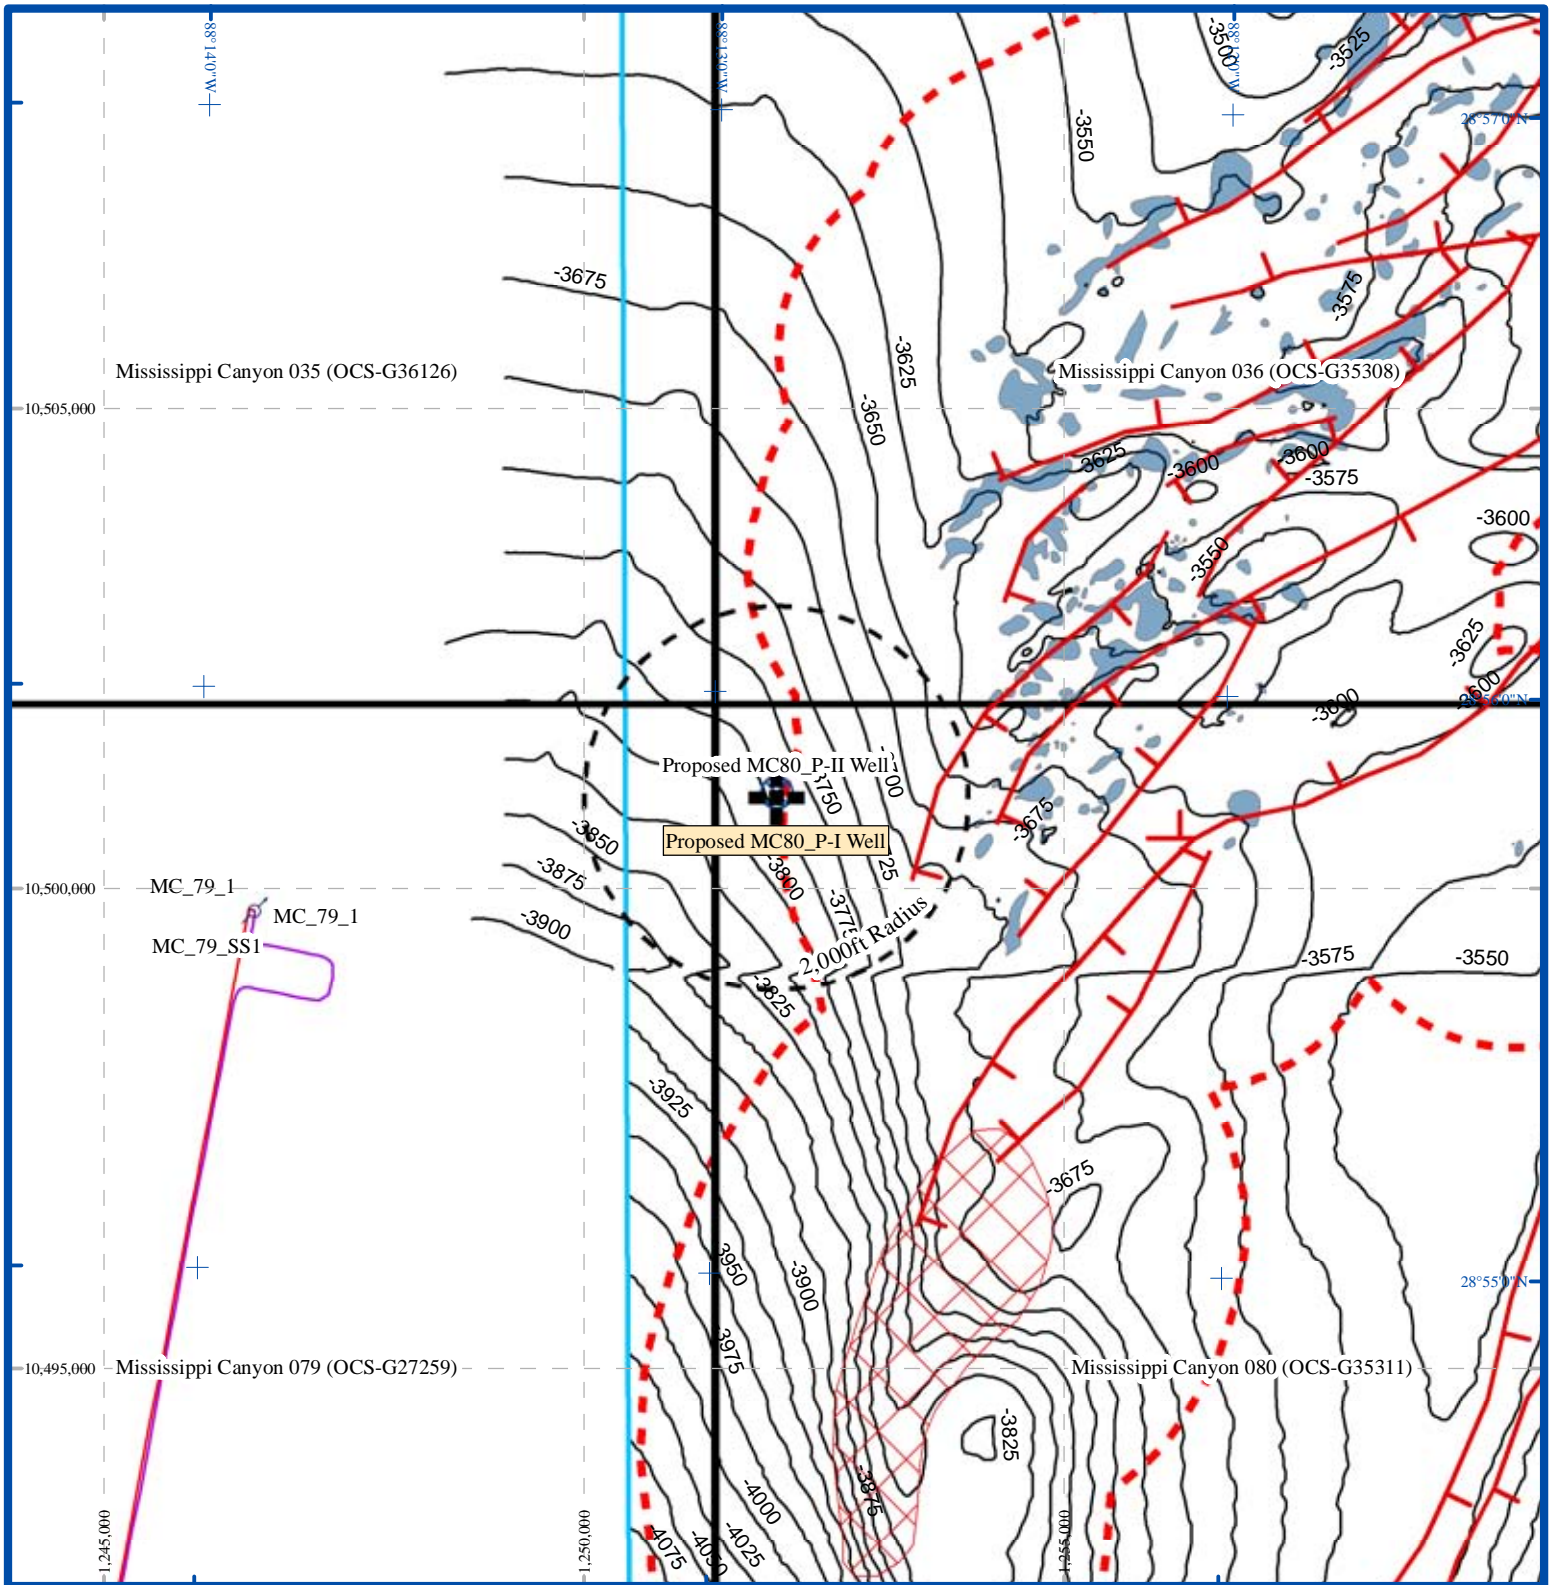 88°14'0"W
88°13'0"W
88°12'0"W
-3500
-3525
-3550
28°57'0"N
-3675
-3575
-3625
Mississippi Canyon 035 (OCS-G36126)
Mississippi Canyon 036 (OCS-G35308)
10,505,000
-3650
-3625
-3600
-3600
-3575
-3600
-3550
-3625
-3600
28°56'0"N
-3600
Proposed MC80_P-II Well
-3750
-3675
-3850
Proposed MC80_P-I Well
-3875
-3800
MC_79_1
10,500,000
-3900
MC_79_1
-3775
2,000ft Radius
MC_79_SS1
-3575
-3550
-3825
-3925
-3675
3950
-3900
28°55'0"N
3975
10,495,000
Mississippi Canyon 079 (OCS-G27259)
Mississippi Canyon 080 (OCS-G35311)
-3825
-3875
-4000
1,245,000
1,250,000
1,255,000
-4075
-4050
-4025